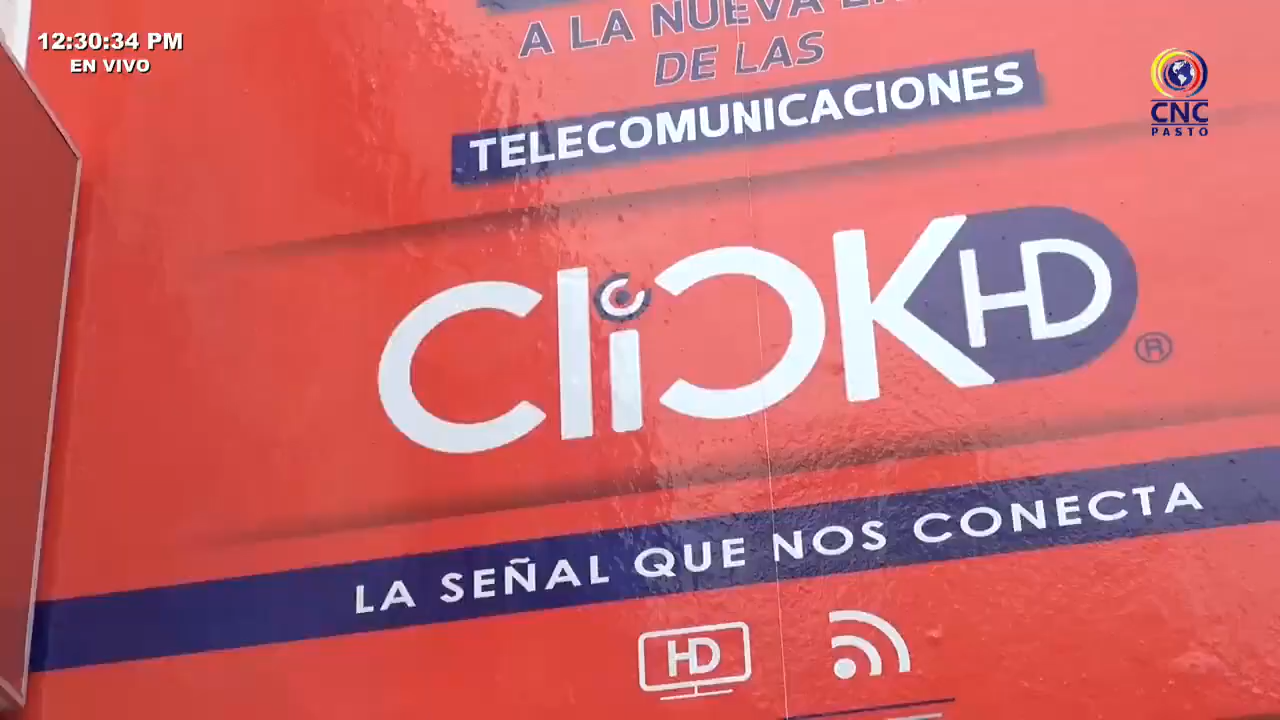 12:30:34 PM
EN VIVO
CNC
PASTO
A LA NUEVA
DE LAS
TELECOMUNICACIONES
CliCK HD
®
LA SEÑAL QUE NOS CONECTA
HD